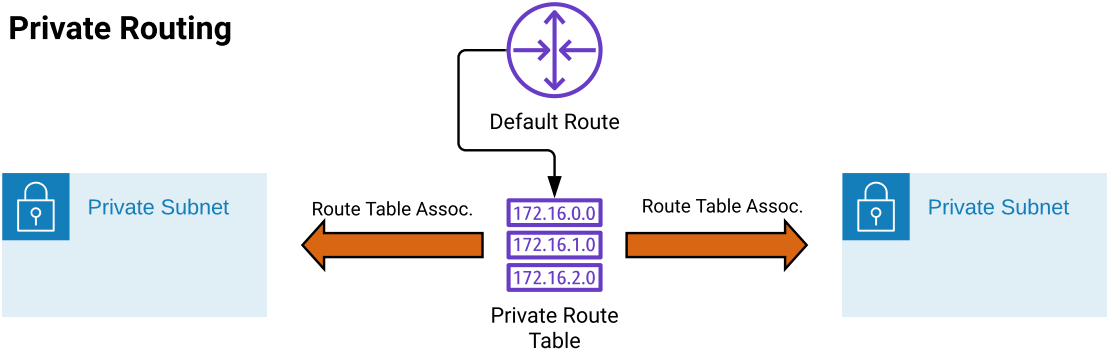 Private Routing
Default Route
Private Subnet
Route Table Assoc.
172.16.0.0
172.16.1.0
172.16.2.0
Route Table Assoc.
Private Subnet
Private Route
Table